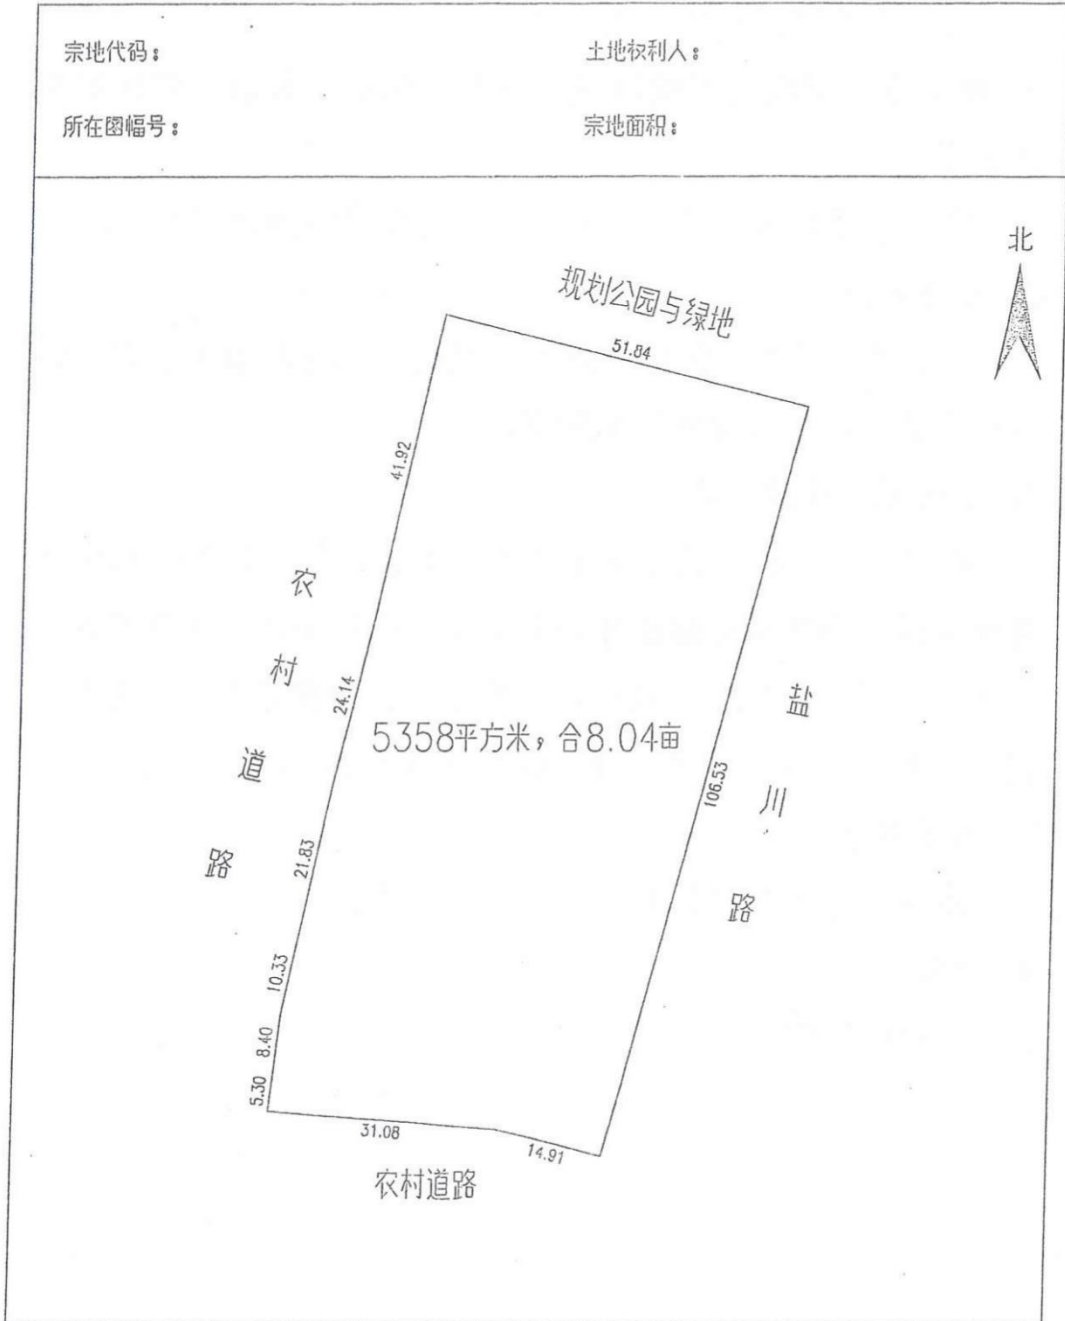 宗地代码：
土地权利人：
所在图幅号：
宗地面积：
北
规划公园与绿地
51.84
41.92
农村道路
24.14
5358平方米，合8.04亩
盐川路
106.53
21.83
10.33
8.40
5.30
31.08
14.91
农村道路